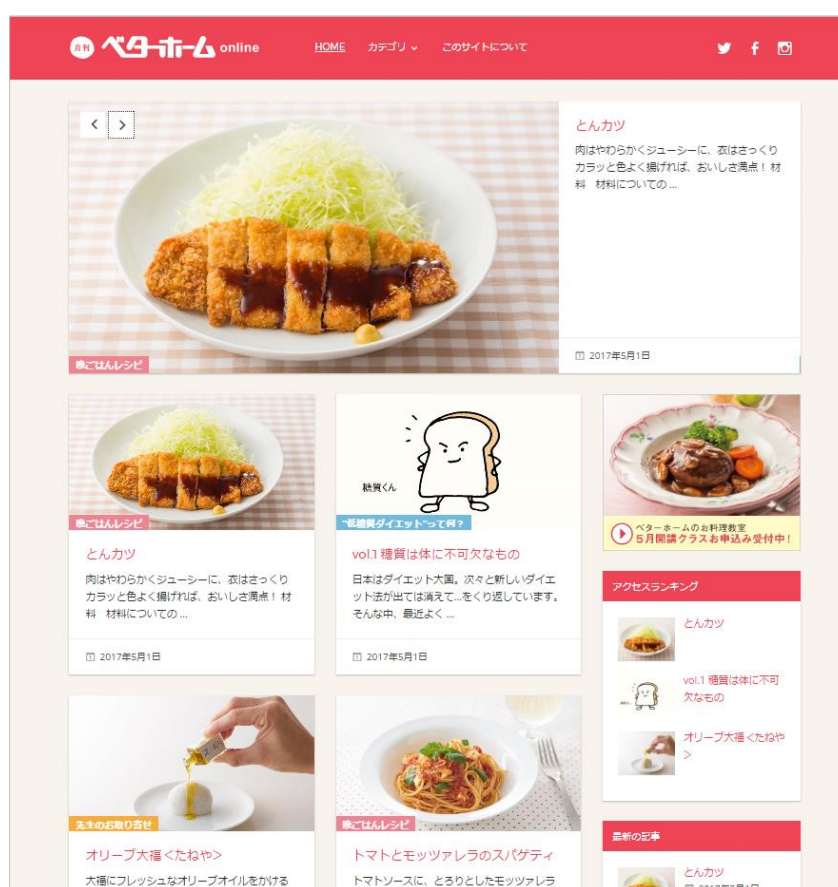 月刊 ベターホーム online
HOME カテゴリ このサイトについて
とんカツ
肉はやわらかくジューシーに、衣はさっくり
カラッと色よく揚げれば、おいしさ満点！ 材
料　材料についての ...
2017年5月1日
晩ごはんレシピ
晩ごはんレシピ
とんカツ
肉はやわらかくジューシーに、衣はさっくり
カラッと色よく揚げれば、おいしさ満点！ 材
料　材料についての ...
2017年5月1日
糖質くん
"低糖質ダイエット"って何？
vol.1 糖質は体に不可欠なもの
日本はダイエット大国。次々と新しいダイエ
ット法が出ては消えて...をくり返しています。
そんな中、最近よく ...
2017年5月1日
ベターホームのお料理教室
5月開講クラスお申込み受付中！
アクセスランキング
とんカツ
vol.1 糖質は体に不可
欠なもの
オリーブ大福＜たねや
＞
先生のお取り寄せ
オリーブ大福＜たねや＞
大福にフレッシュなオリーブオイルをかける
晩ごはんレシピ
トマトとモッツァレラのスパゲティ
トマトソースに、とろりとしたモッツァレラ
最新の記事
とんカツ
2017年5月1日